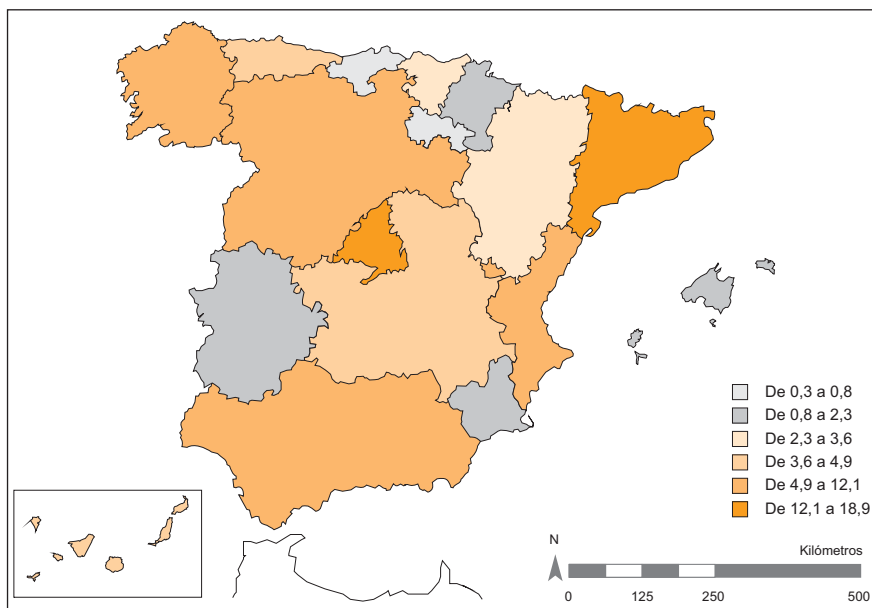 De 0,3 a 0,8
De 0,8 a 2,3
De 2,3 a 3,6
De 3,6 a 4,9
De 4,9 a 12,1
De 12,1 a 18,9
N
Kilómetros
0 125 250 500